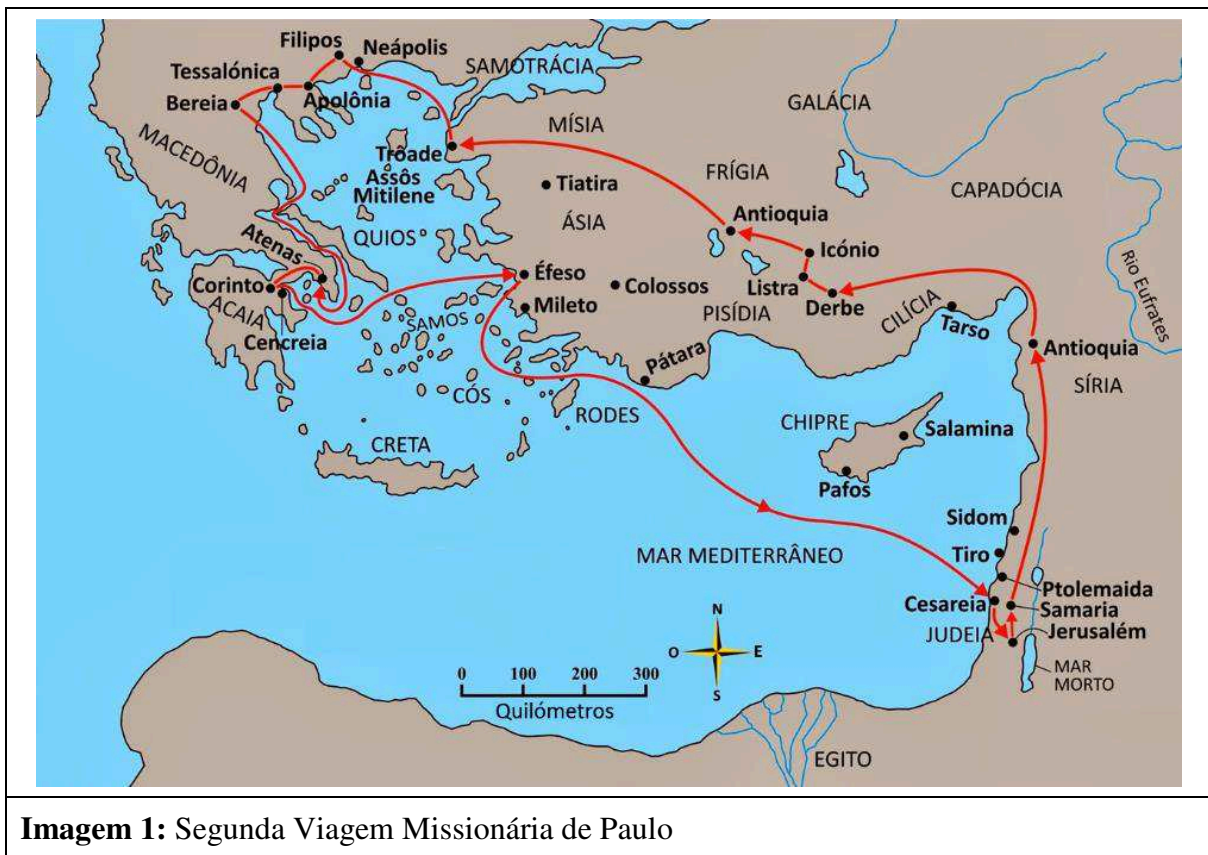 Filipos
Neápolis
Tessalónica
SAMOTRÁCIA
Bereia
Apolônia
GALÁCIA
MÍSIA
MACEDÔNIA
Trôade
FRÍGIA
Assôs
Mitilene
Tiatira
CAPADÓCIA
ÁSIA
Antioquia
QUIOS
Atenas
Icónio
Rio Eufrates
Corinto
Éfeso
Colossos
Listra
ACAIA
Mileto
PISÍDIA
Derbe
CILÍCIA
Tarso
SAMOS
Cencreia
Antioquia
Pátara
SÍRIA
CÓS
RODES
CHIPRE
Salamina
CRETA
Pafos
Sidom
MAR MEDITERRÂNEO
Tiro
Ptolemaida
Cesareia
Samaria
N
JUDEIA
Jerusalém
O
E
0 100 200 300
MAR
MORTO
S
Quilómetros
EGITO
Imagem 1: Segunda Viagem Missionária de Paulo